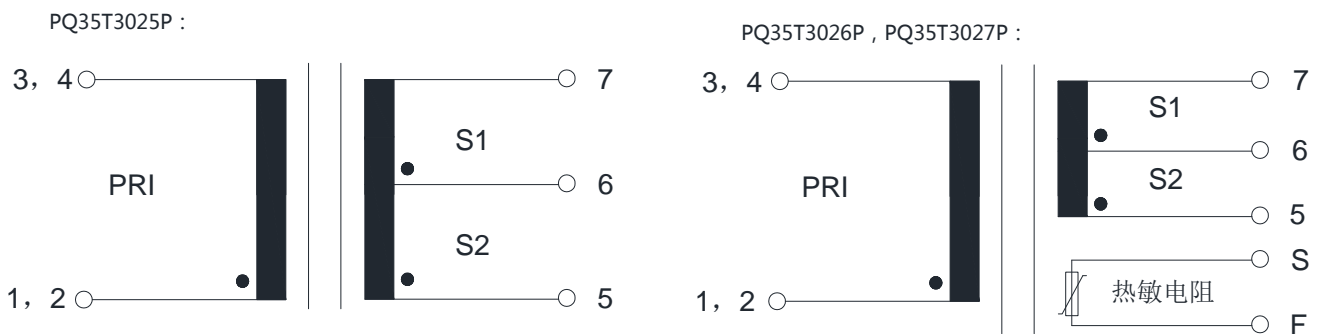 PQ35T3025P：
3，4
7
S1
PRI
6
S2
1，2
5
PQ35T3026P，PQ35T3027P：
3，4
7
S1
6
PRI
S2
5
S
热敏电阻
1，2
F